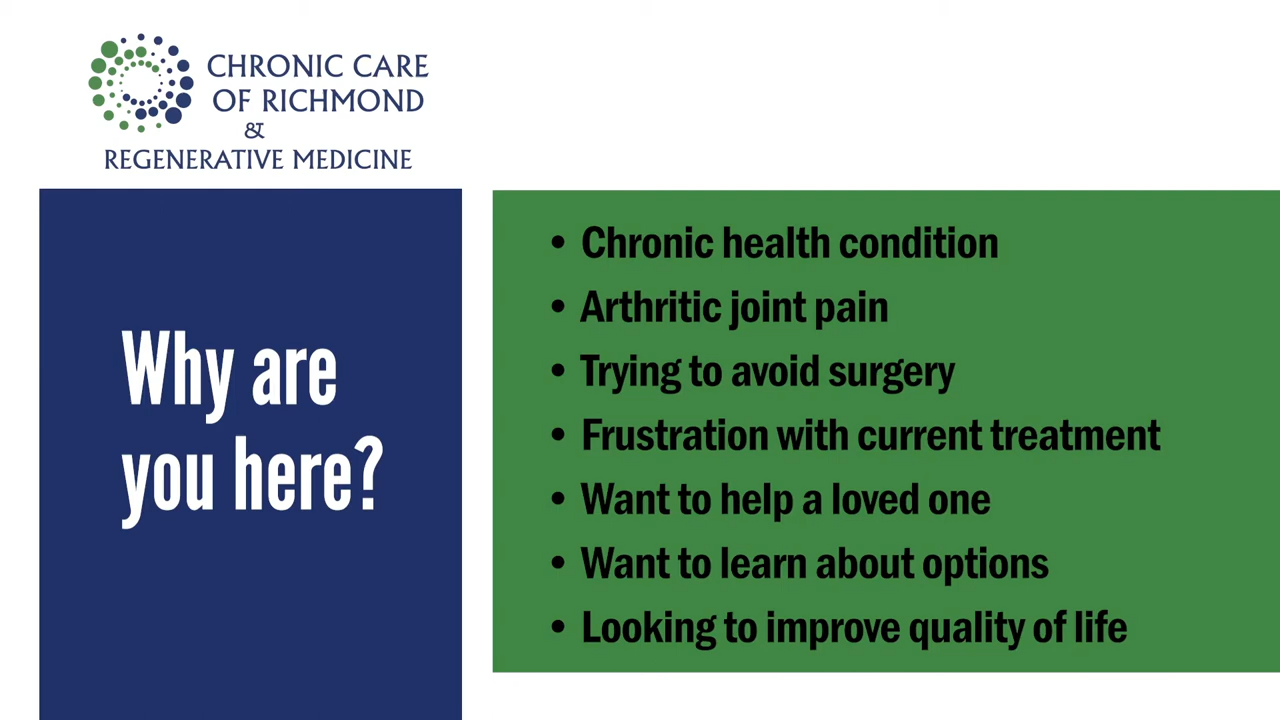 CHRONIC CARE
OF RICHMOND
&
REGENERATIVE MEDICINE
Why are
you here?
• Chronic health condition
• Arthritic joint pain
• Trying to avoid surgery
• Frustration with current treatment
• Want to help a loved one
• Want to learn about options
• Looking to improve quality of life